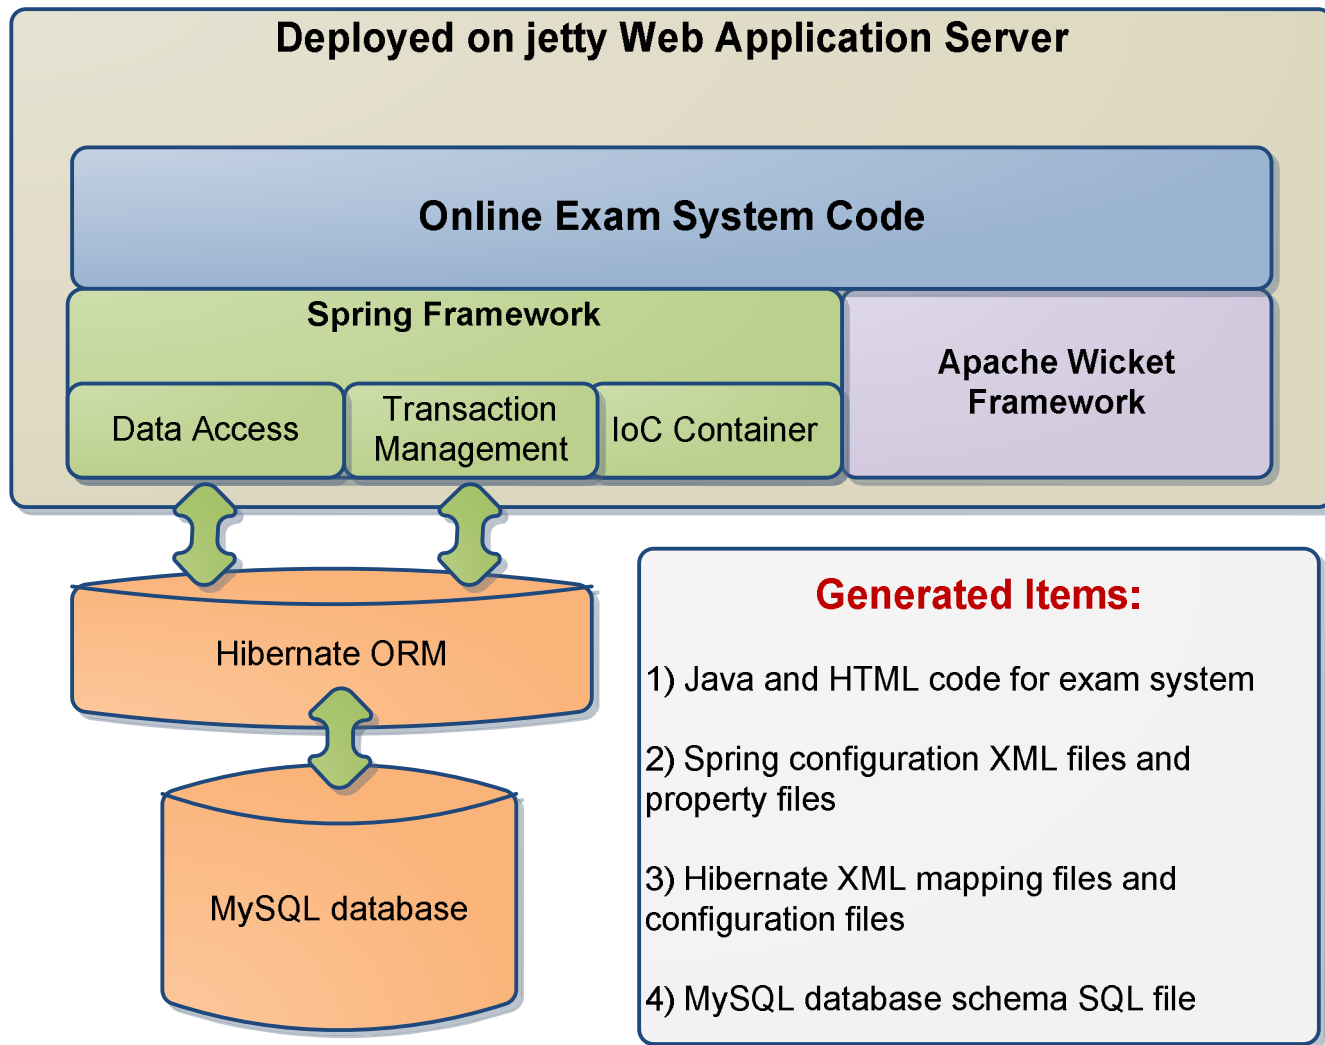 Deployed on jetty Web Application Server
Online Exam System Code
Spring Framework
Apache Wicket
Framework
Data Access
Transaction
Management
IoC Container
Hibernate ORM
MySQL database
Generated Items:
1) Java and HTML code for exam system
2) Spring configuration XML files and
property files
3) Hibernate XML mapping files and
configuration files
4) MySQL database schema SQL file